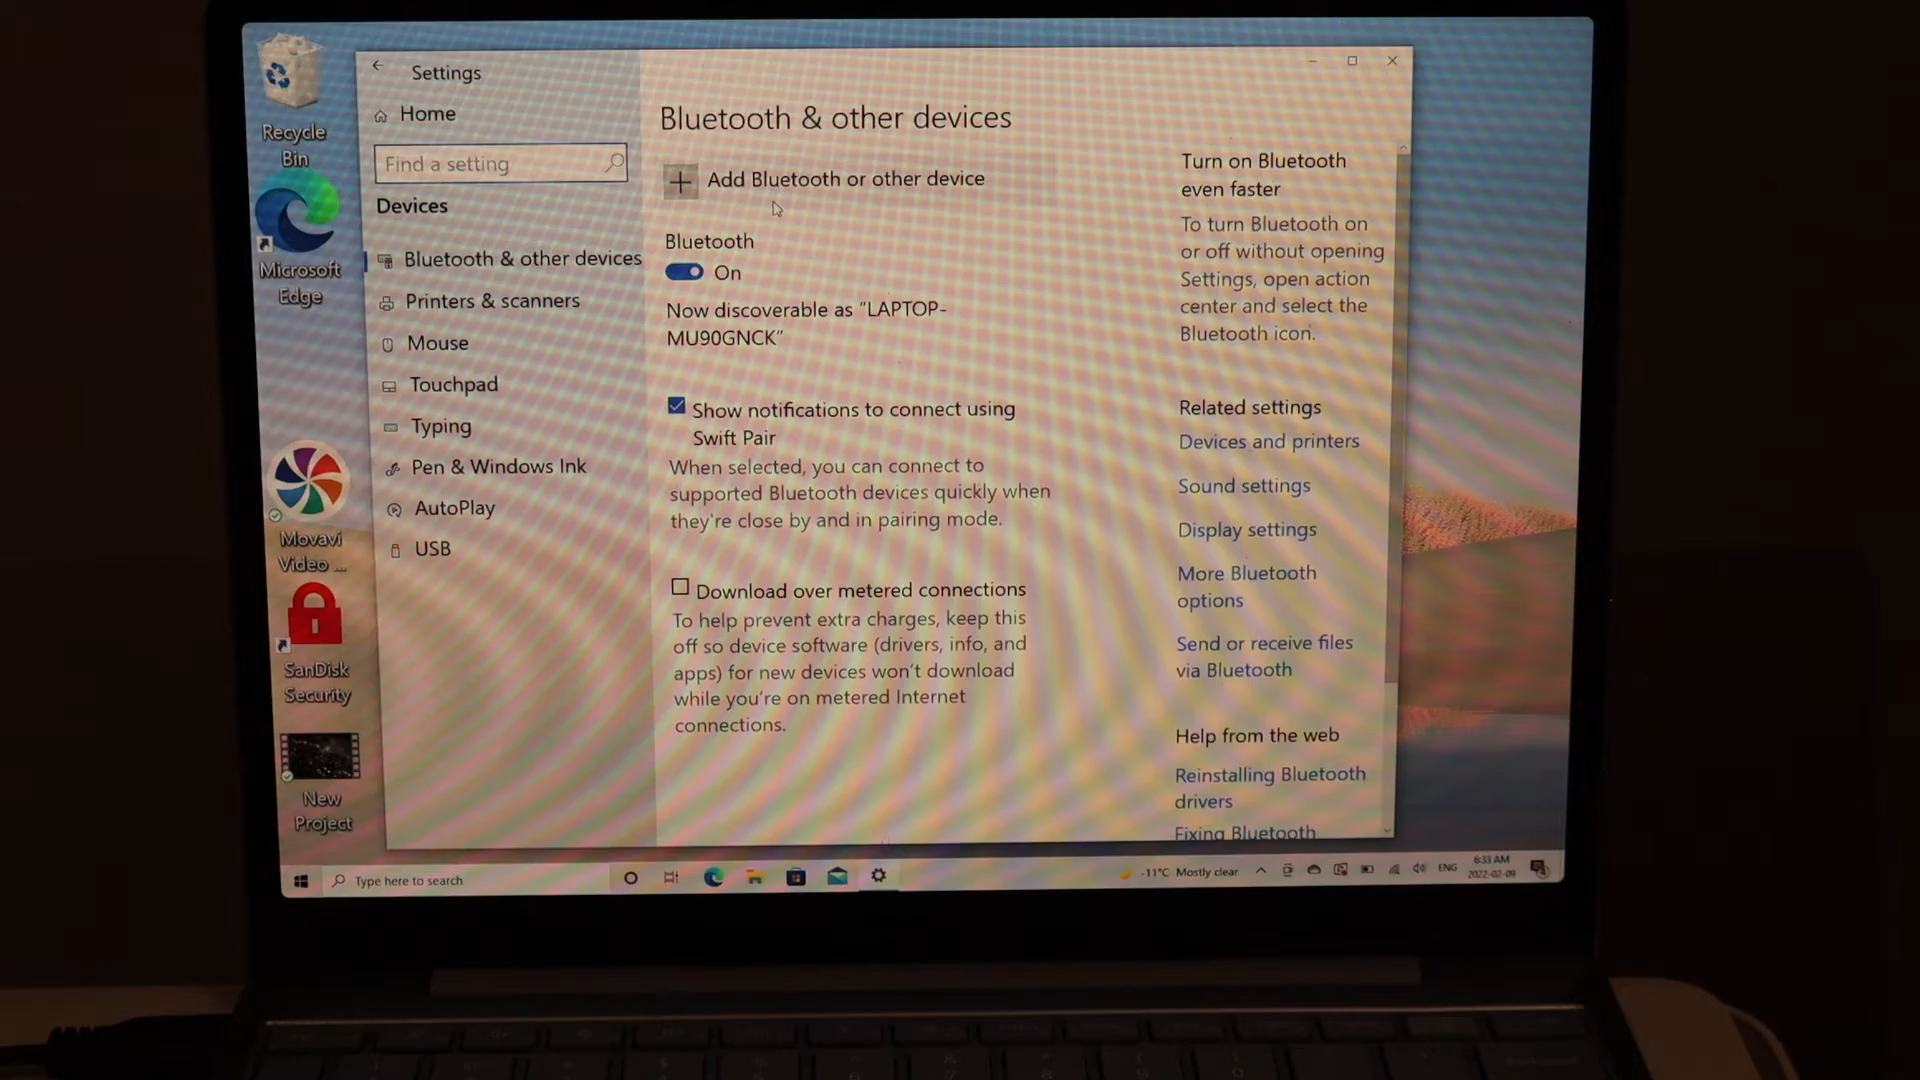 Recycle
Bin
Microsoft
Edge
Movavi
Video ...
SanDisk
Security
New
Project
Settings
Home
Find a setting
Devices
Bluetooth & other devices
Printers & scanners
Mouse
Touchpad
Typing
Pen & Windows Ink
AutoPlay
USB
Bluetooth & other devices
Add Bluetooth or other device
Bluetooth
On
Now discoverable as “LAPTOP-
MU90GNCK”
Show notifications to connect using
Swift Pair
When selected, you can connect to
supported Bluetooth devices quickly when
they're close by and in pairing mode.
Download over metered connections
To help prevent extra charges, keep this
off so device software (drivers, info, and
apps) for new devices won't download
while you're on metered Internet
connections.
Turn on Bluetooth
even faster
To turn Bluetooth on
or off without opening
Settings, open action
center and select the
Bluetooth icon.
Related settings
Devices and printers
Sound settings
Display settings
More Bluetooth
options
Send or receive files
via Bluetooth
Help from the web
Reinstalling Bluetooth
drivers
Fixing Bluetooth
Type here to search
-11°C Mostly clear
ENG
6:33 AM
2022-02-09